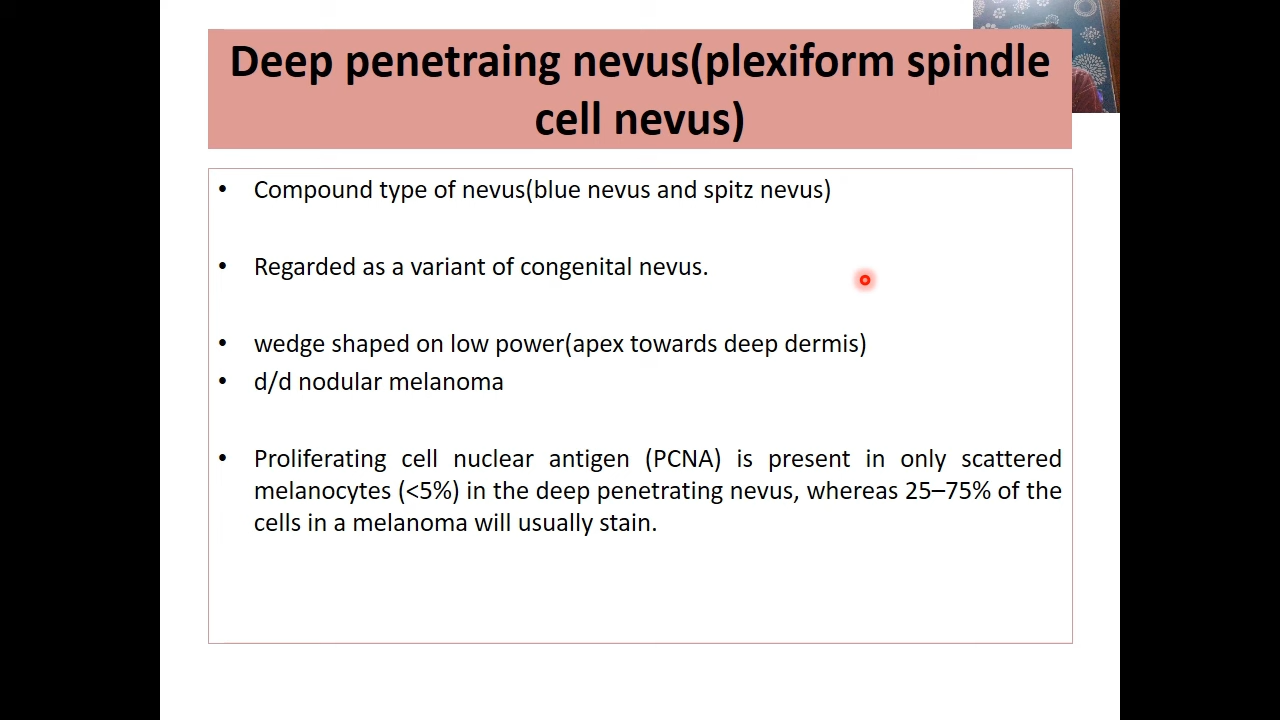 Deep penetraing nevus(plexiform spindle
cell nevus)
• Compound type of nevus(blue nevus and spitz nevus)
• Regarded as a variant of congenital nevus.
• wedge shaped on low power(apex towards deep dermis)
• d/d nodular melanoma
• Proliferating cell nuclear antigen (PCNA) is present in only scattered
melanocytes (<5%) in the deep penetrating nevus, whereas 25–75% of the
cells in a melanoma will usually stain.